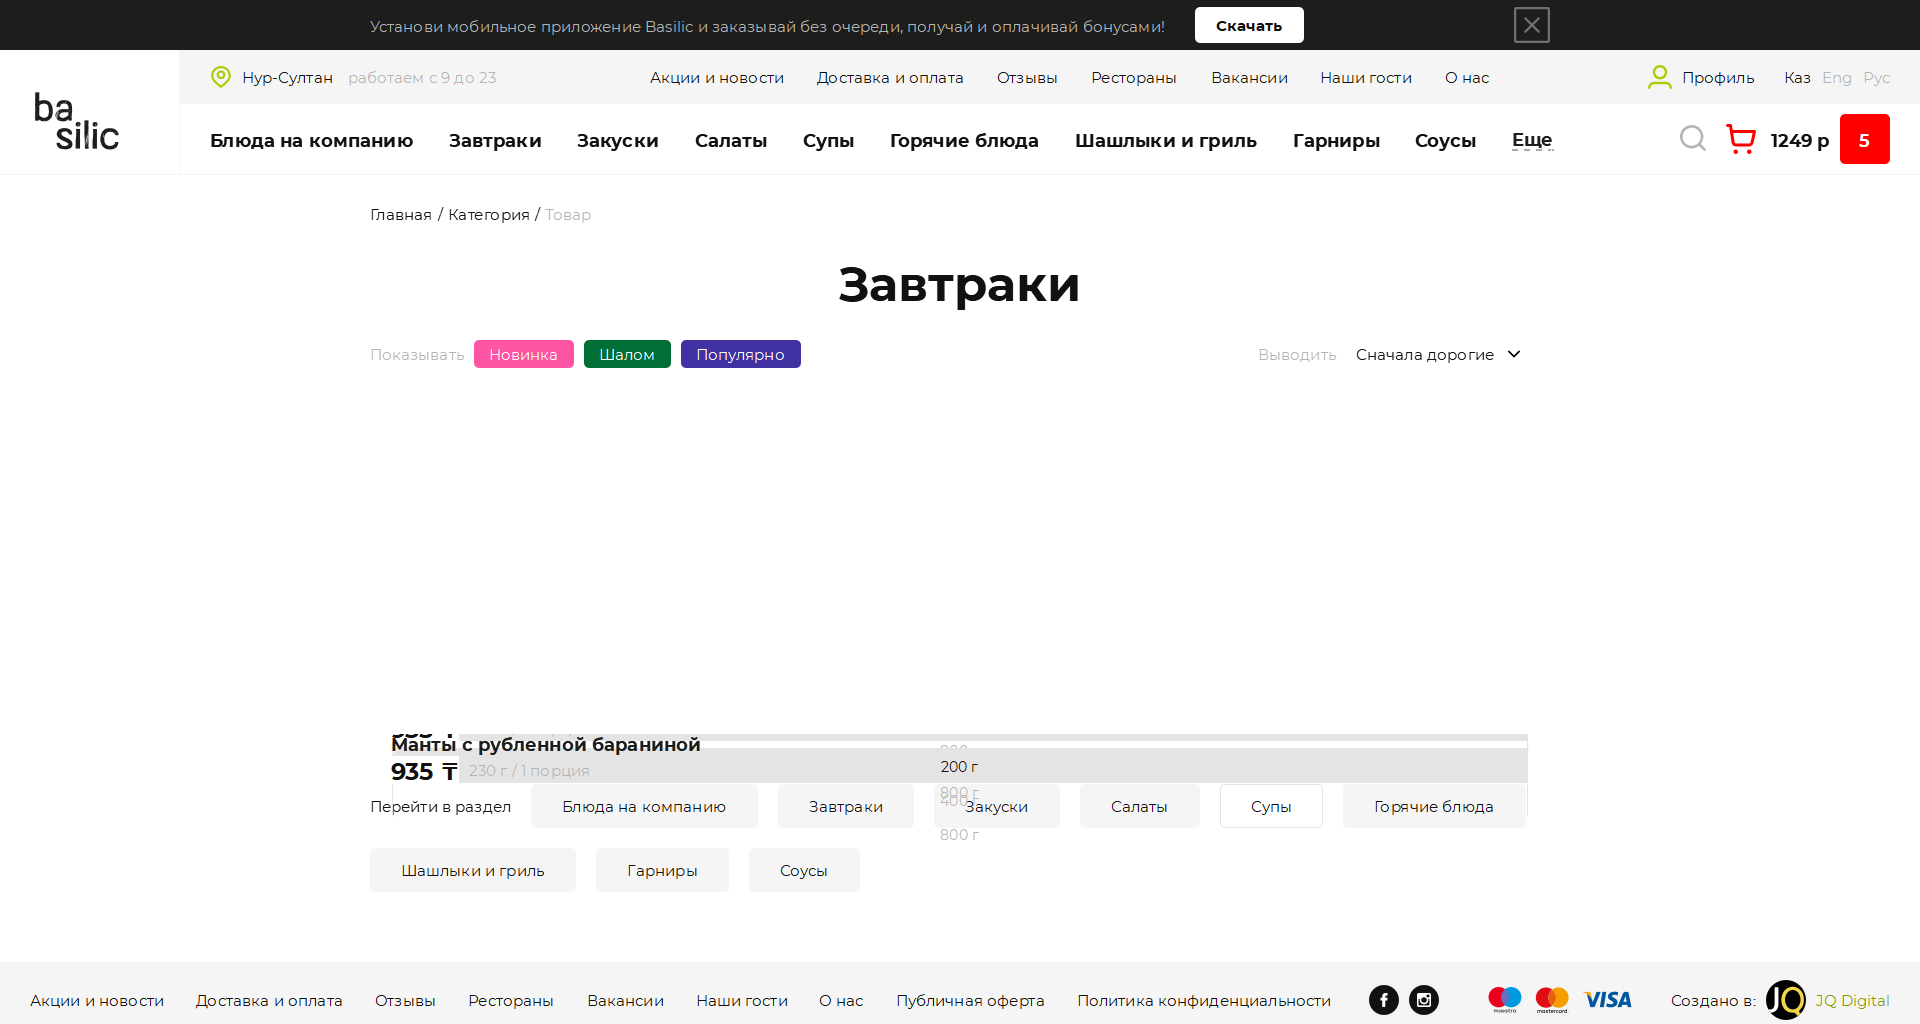 Установи мобильное приложение Basilic и заказывай без очереди, получай и оплачивай бонусами! Скачать
ba
silic
Нур-Султан работаем с 9 до 23 Акции и новости Доставка и оплата Отзывы Рестораны Вакансии Наши гости О нас Профиль Каз Eng Рус
Блюда на компанию Завтраки Закуски Салаты Супы Горячие блюда Шашлыки и гриль Гарниры Соусы Еще 1249 р 5
Главная / Категория / Товар
Завтраки
Показывать Новинка Шалом Популярно Выводить Сначала дорогие
Манты с рубленной бараниной
200 г
935 ₸ 230 г / 1 порция
800 г
400 г
Перейти в раздел Блюда на компанию Завтраки Закуски Салаты Супы Горячие блюда
800 г
Шашлыки и гриль Гарниры Соусы
Акции и новости Доставка и оплата Отзывы Рестораны Вакансии Наши гости О нас Публичная оферта Политика конфиденциальности maestro mastercard VISA Создано в: JQ JQ Digital